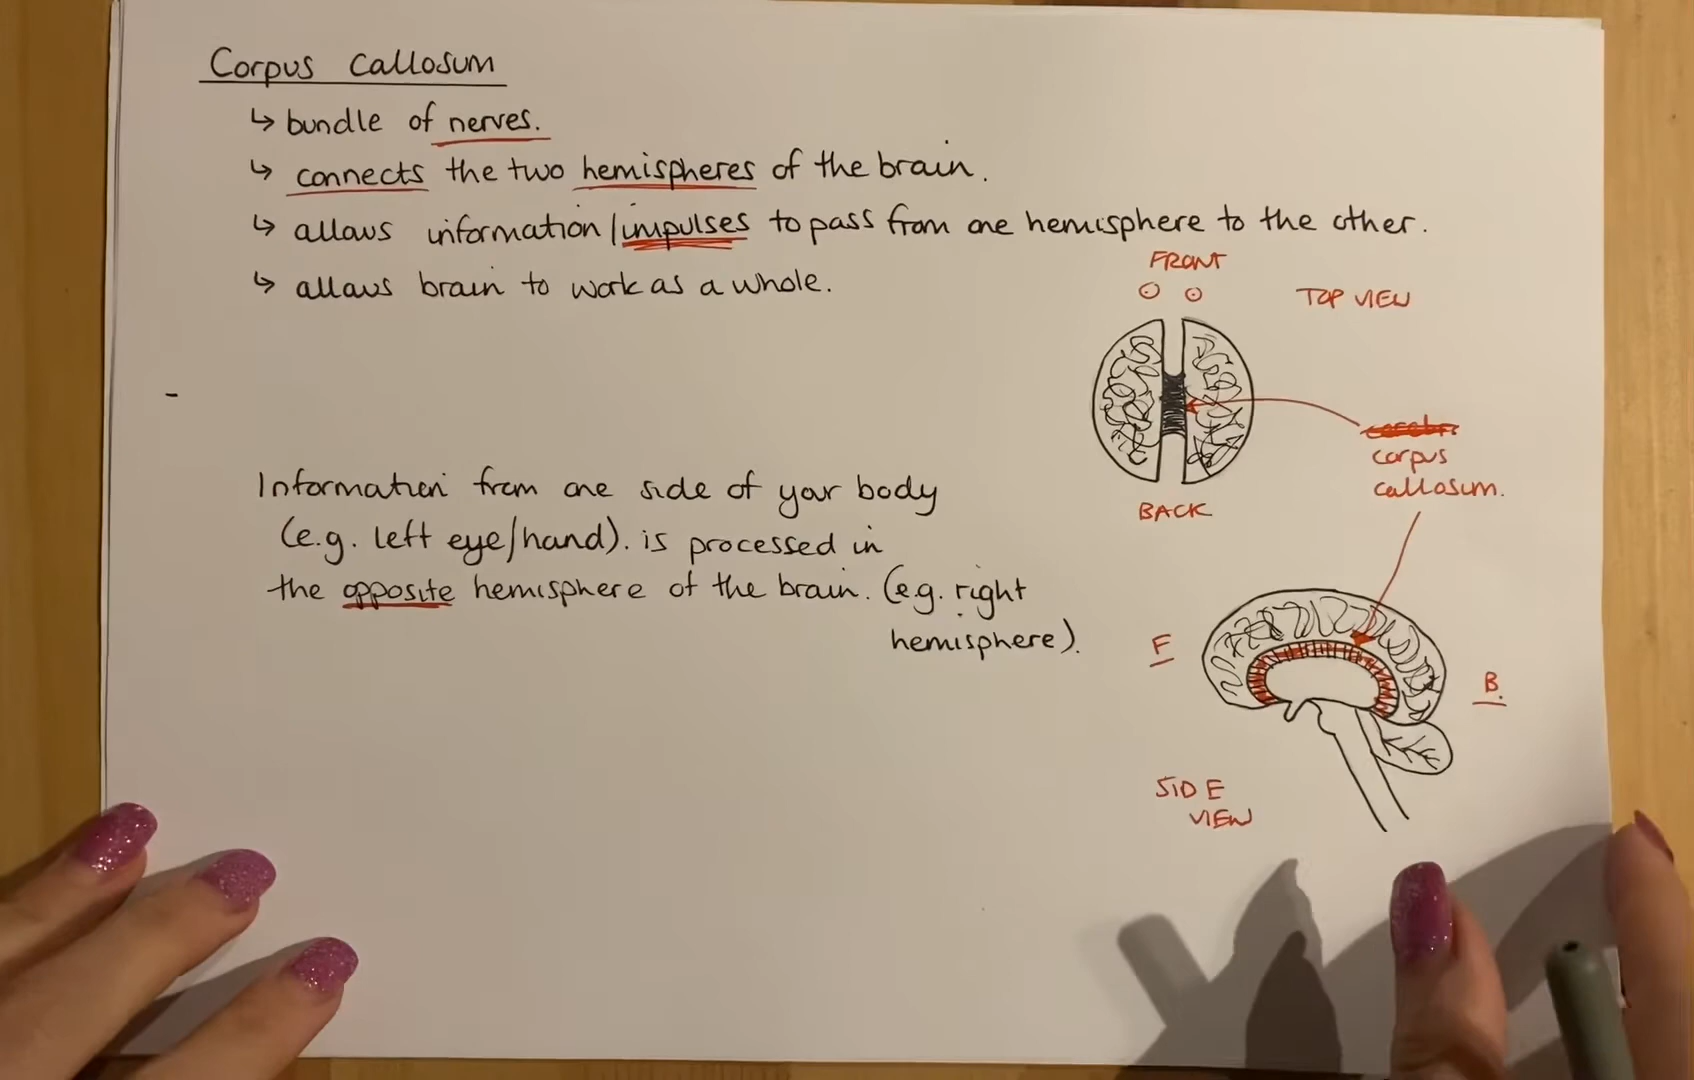 Corpus Callosum
↳ bundle of nerves.
↳ connects the two hemispheres of the brain.
↳ allows information/impulses to pass from one hemisphere to the other.
↳ allows brain to work as a whole.
FRONT
TOP VIEW
cerebr
corpus
callosum.
BACK
-
Information from one side of your body
(e.g. left eye/hand). is processed in
the opposite hemisphere of the brain. (e.g. right
hemisphere).
F
B.
SIDE
VIEW